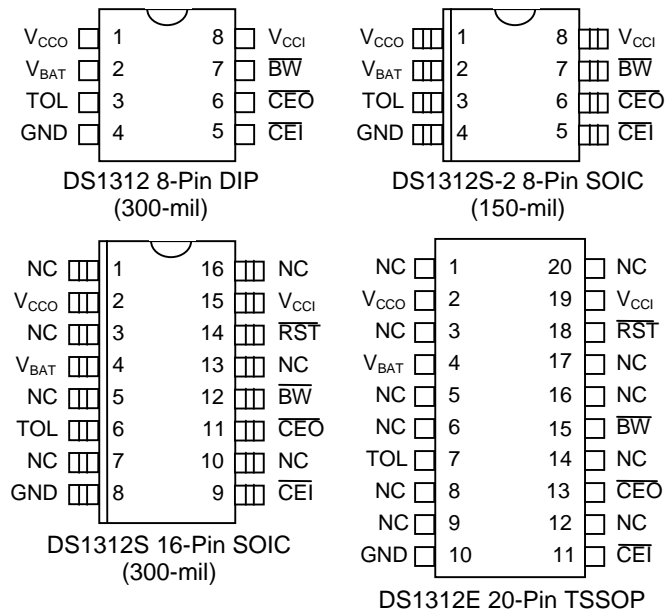 VCCO 1 8 VCCI
VBAT 2 7 BW
TOL 3 6 CEO
GND 4 5 CEI
DS1312 8-Pin DIP
(300-mil)
VCCO 1 8 VCCI
VBAT 2 7 BW
TOL 3 6 CEO
GND 4 5 CEI
DS1312S-2 8-Pin SOIC
(150-mil)
NC 1 16 NC
VCCO 2 15 VCCI
NC 3 14 RST
VBAT 4 13 NC
NC 5 12 BW
TOL 6 11 CEO
NC 7 10 NC
GND 8 9 CEI
DS1312S 16-Pin SOIC
(300-mil)
NC 1 20 NC
VCCO 2 19 VCCI
NC 3 18 RST
VBAT 4 17 NC
NC 5 16 NC
NC 6 15 BW
TOL 7 14 NC
NC 8 13 CEO
NC 9 12 NC
GND 10 11 CEI
DS1312E 20-Pin TSSOP